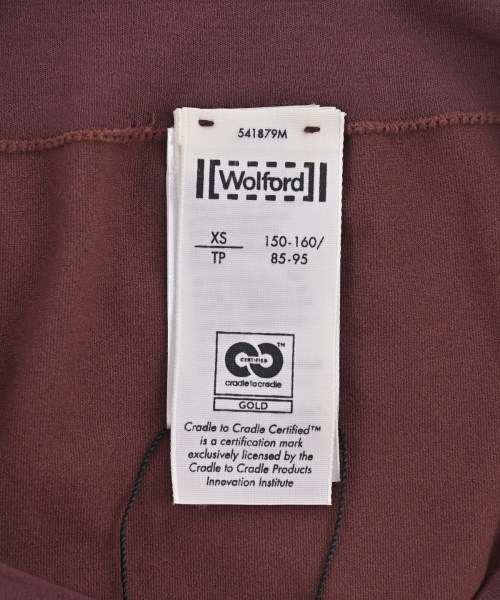 541879M
Wolford
XS 150-160/
TP 85-95
CERTIFIED
TM
cradletocradle
GOLD
Cradle to Cradle Certified™
is a certification mark
exclusively licensed by the
Cradle to Cradle Products
Innovation Institute